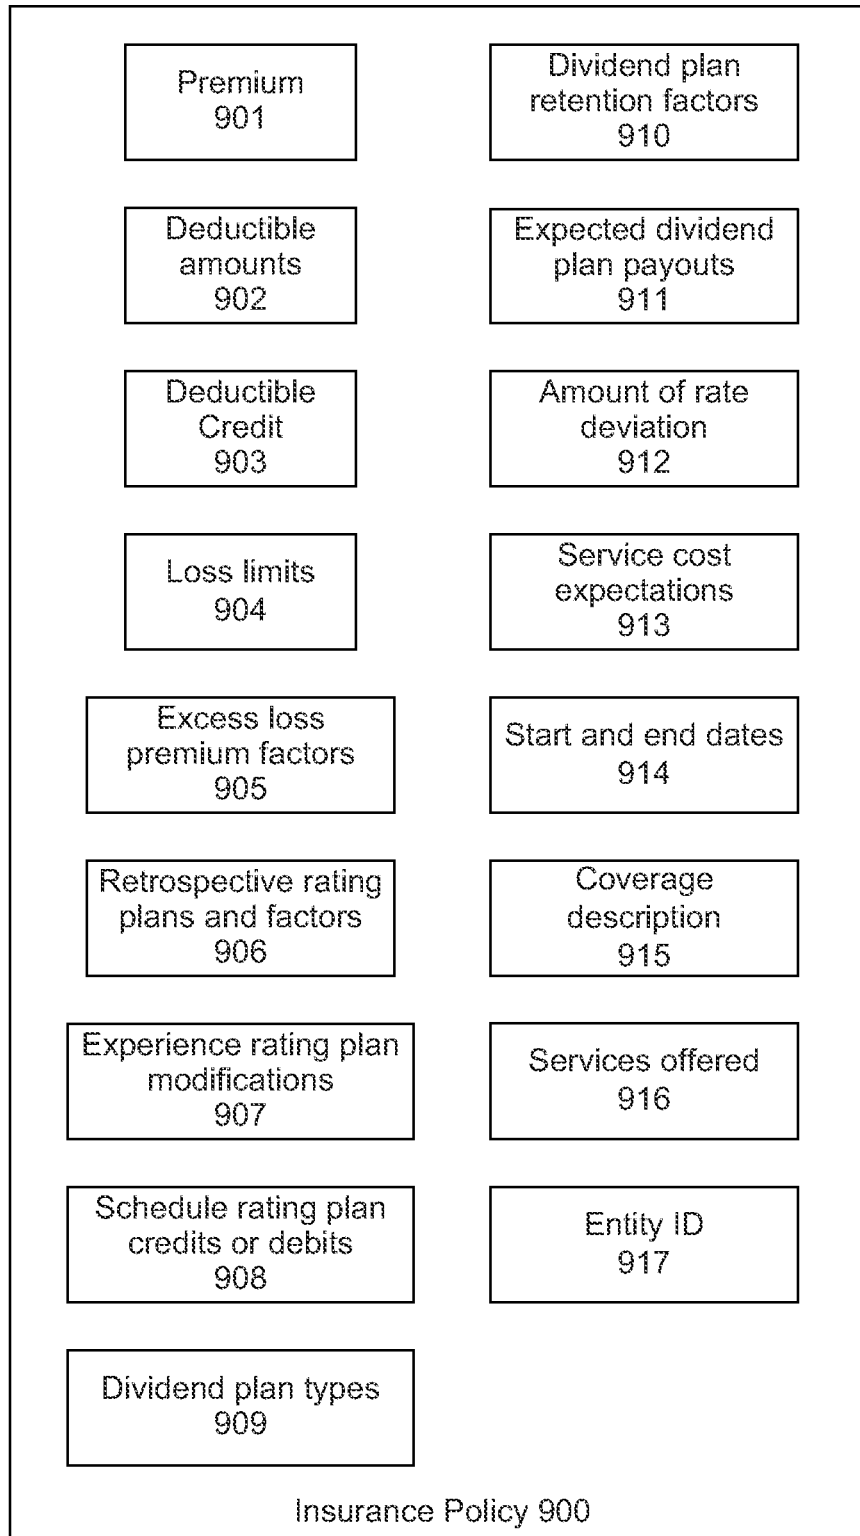 Premium
901
Deductible
amounts
902
Deductible
Credit
903
Loss limits
904
Excess loss
premium factors
905
Retrospective rating
plans and factors
906
Experience rating plan
modifications
907
Schedule rating plan
credits or debits
908
Dividend plan types
909
Dividend plan
retention factors
910
Expected dividend
plan payouts
911
Amount of rate
deviation
912
Service cost
expectations
913
Start and end dates
914
Coverage
description
915
Services offered
916
Entity ID
917
Insurance Policy 900